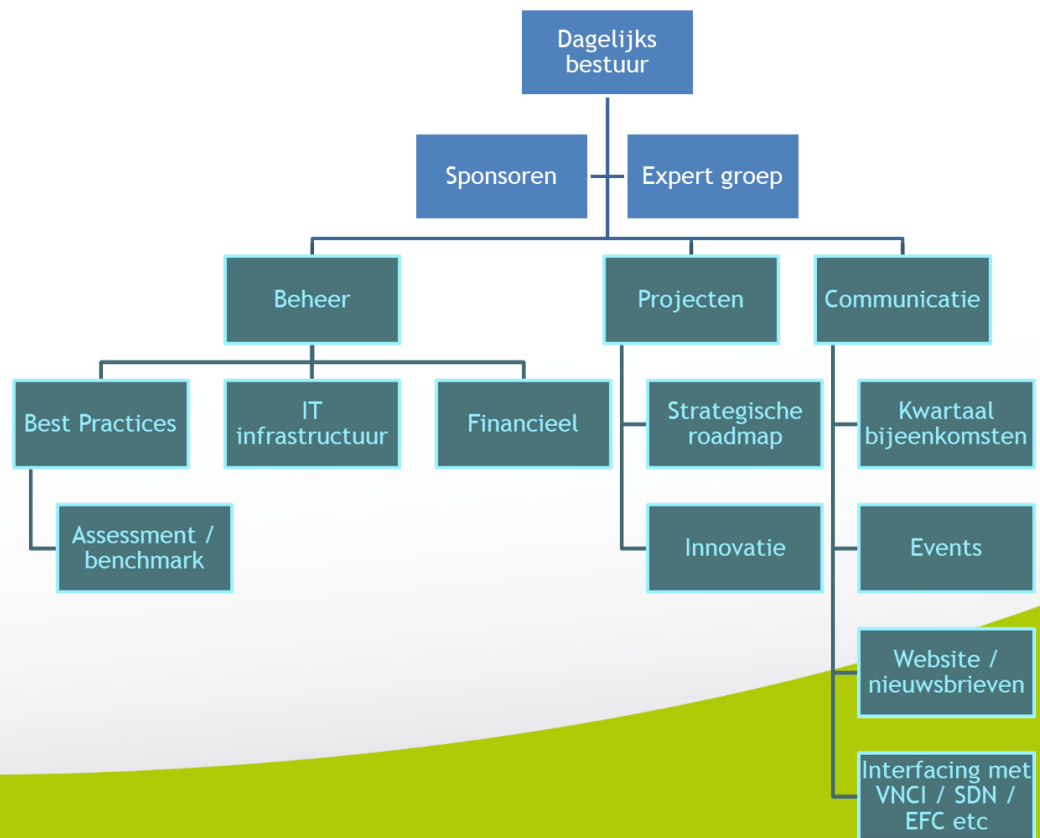 Dagelijks
bestuur
Sponsoren
Expert groep
Beheer
Projecten
Communicatie
Best Practices
IT
infrastructuur
Financieel
Strategische
roadmap
Kwartaal
bijeenkomsten
Assessment /
benchmark
Innovatie
Events
Website /
nieuwsbrieven
Interfacing met
VNCI / SDN /
EFC etc